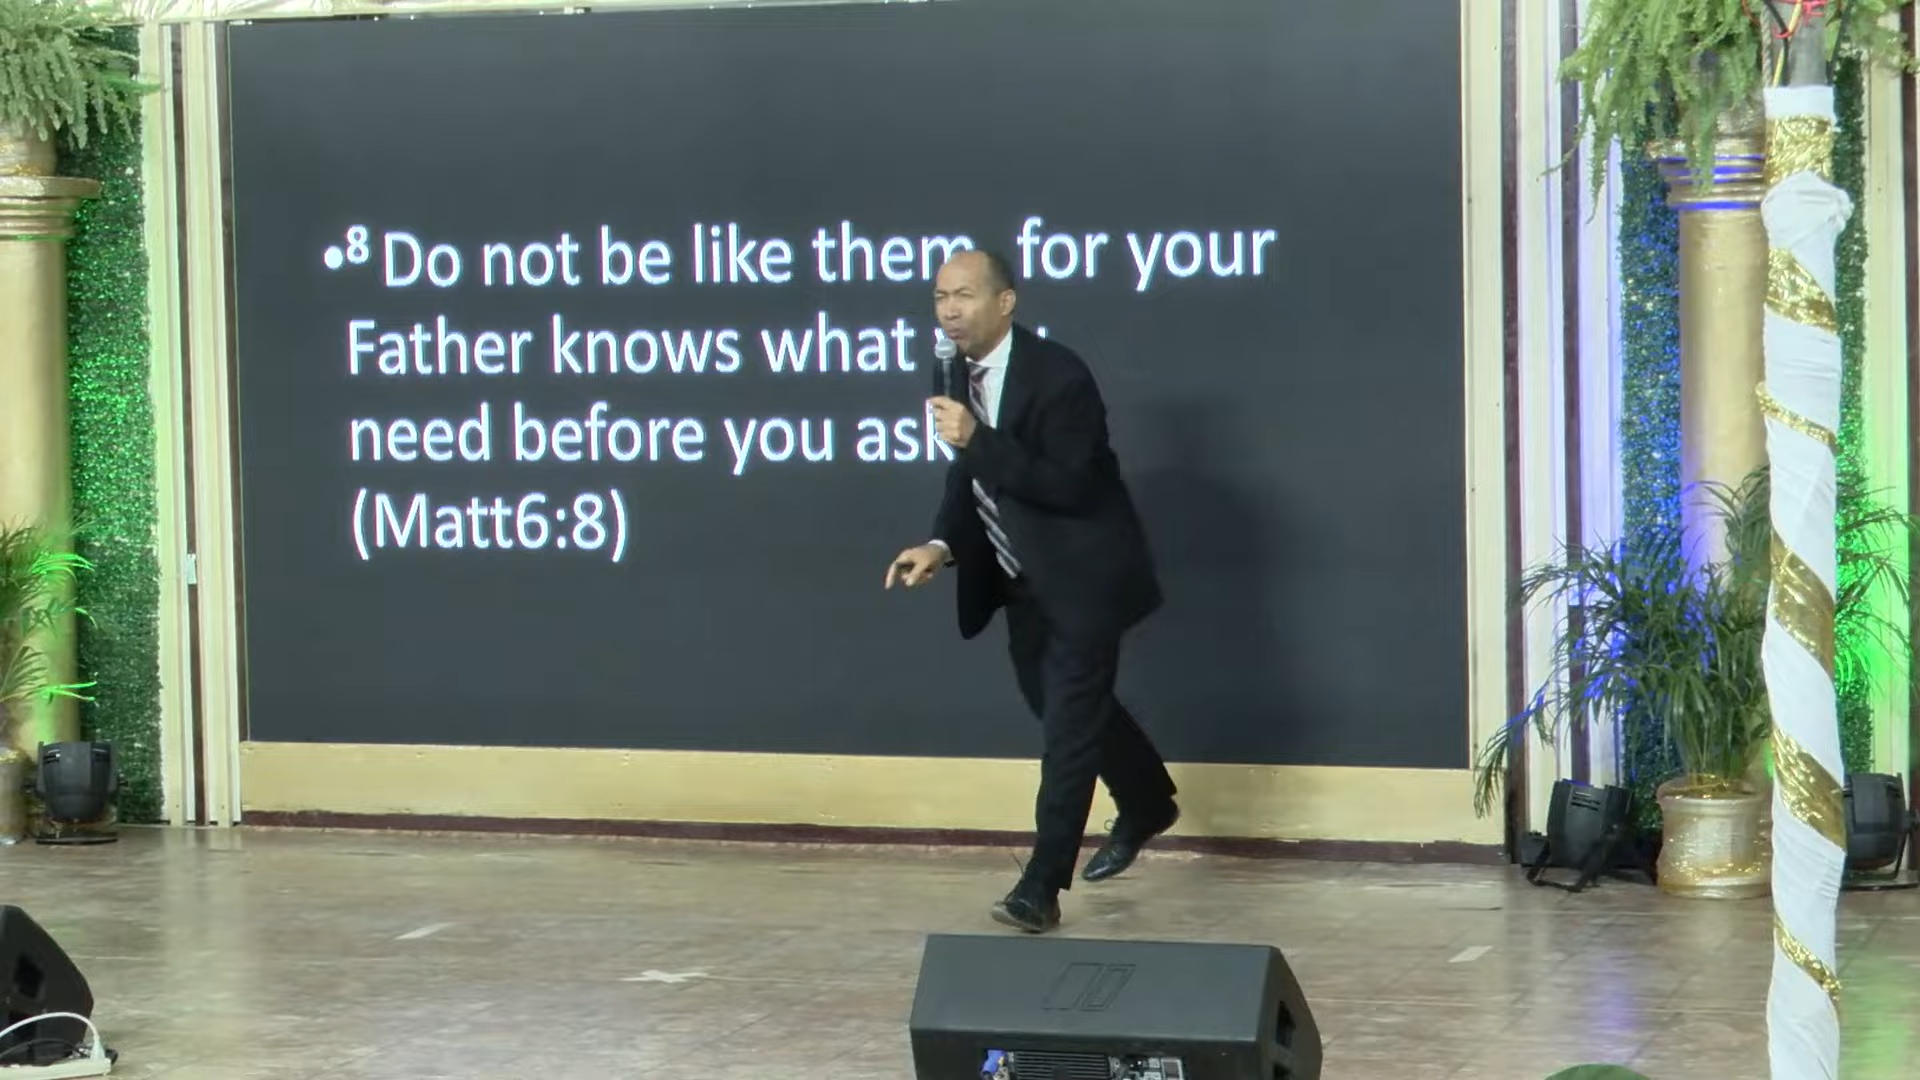 •⁸ Do not be like them for your
Father knows what
need before you ask
(Matt6:8)